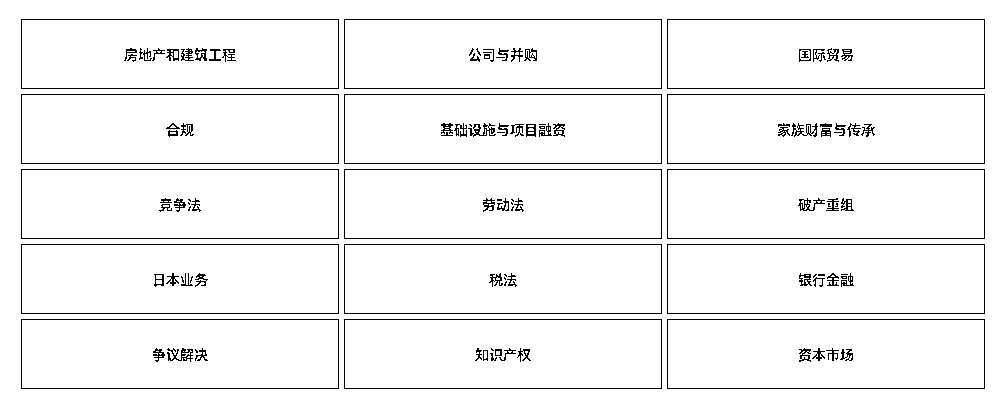 房地产和建筑工程
公司与并购
国际贸易
合规
基础设施与项目融资
家族财富与传承
竞争法
劳动法
破产重组
日本业务
税法
银行金融
争议解决
知识产权
资本市场